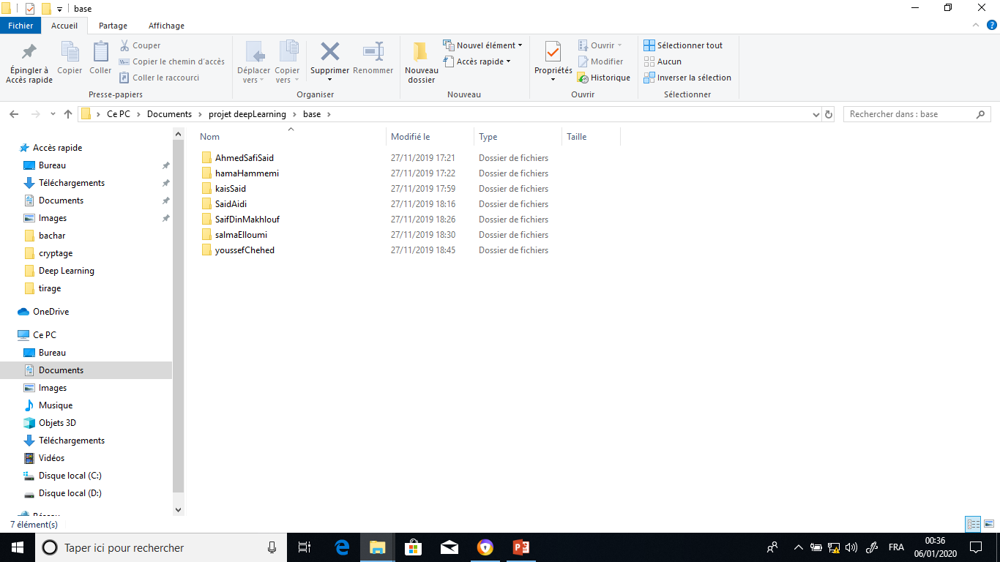 base
Fichier Accueil Partage Affichage
Épingler à Accès rapide
Copier
Coller
Couper
Copier le chemin d'accès
Coller le raccourci
Presse-papiers
Déplacer vers
Copier vers
Supprimer
Renommer
Organiser
Nouveau dossier
Nouvel élément
Accès rapide
Nouveau
Propriétés
Ouvrir
Modifier
Historique
Ouvrir
Sélectionner tout
Aucun
Inverser la sélection
Sélectionner
Ce PC Documents projet deepLearning base
Rechercher dans : base
Accès rapide
Bureau
Téléchargements
Documents
Images
bachar
cryptage
Deep Learning
tirage
OneDrive
Ce PC
Bureau
Documents
Images
Musique
Objets 3D
Téléchargements
Vidéos
Disque local (C:)
Disque local (D:)
Réseau
Nom Modifié le Type Taille
AhmedSafiSaid 27/11/2019 17:21 Dossier de fichiers
hamaHammemi 27/11/2019 17:22 Dossier de fichiers
kaisSaid 27/11/2019 17:59 Dossier de fichiers
SaidAidi 27/11/2019 18:16 Dossier de fichiers
SaifDinMakhlouf 27/11/2019 18:26 Dossier de fichiers
salmaElloumi 27/11/2019 18:30 Dossier de fichiers
youssefChehed 27/11/2019 18:45 Dossier de fichiers
7 élément(s)
Taper ici pour rechercher
FRA
00:36
06/01/2020